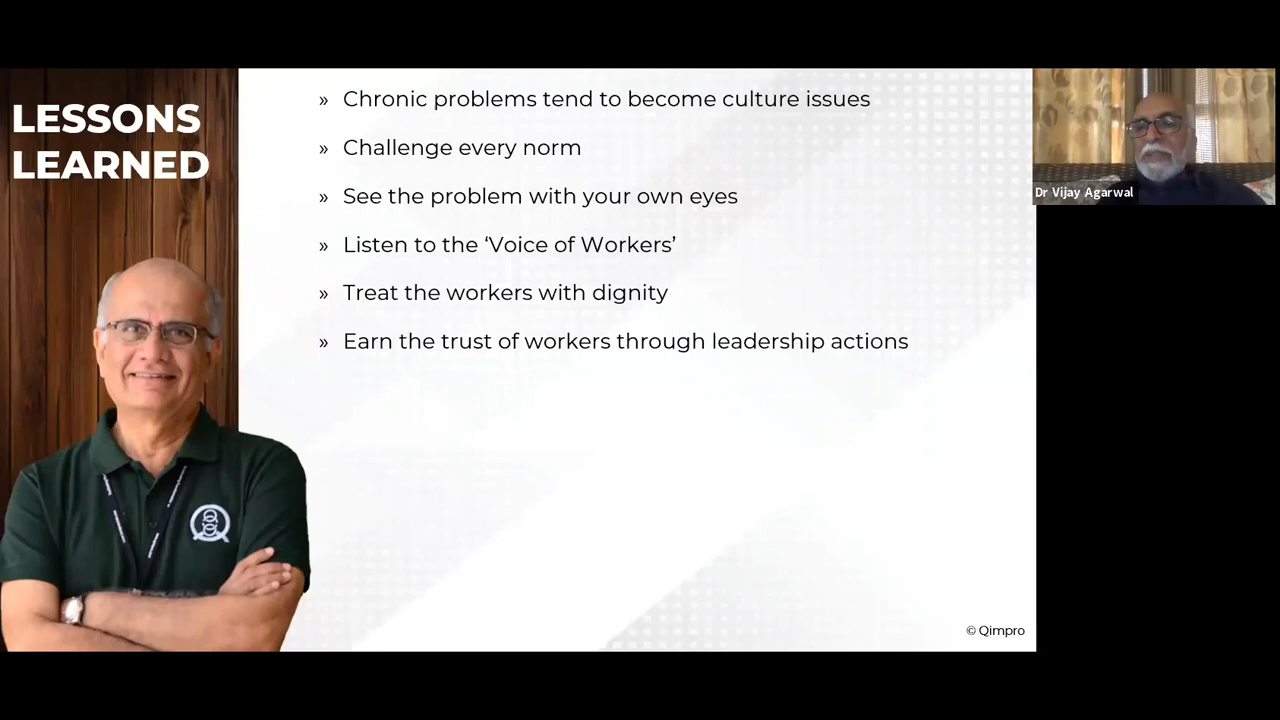 LESSONS
LEARNED
» Chronic problems tend to become culture issues
» Challenge every norm
» See the problem with your own eyes
» Listen to the ‘Voice of Workers’
» Treat the workers with dignity
» Earn the trust of workers through leadership actions
© Qimpro
Dr Vijay Agarwal